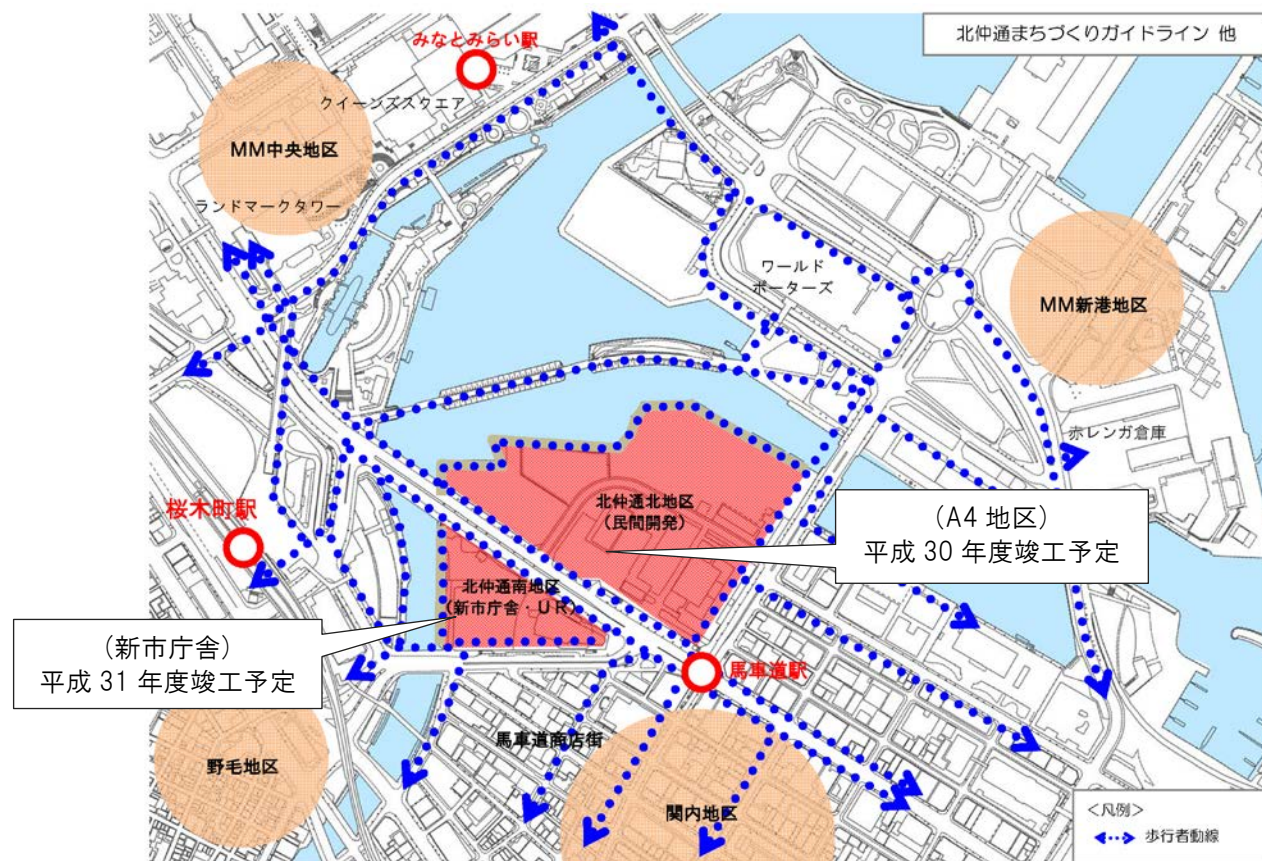 北仲通まちづくりガイドライン 他
みなとみらい駅
クイーンズスクエア
MM中央地区
ランドマークタワー
ワールド
ポーターズ
MM新港地区
赤レンガ倉庫
桜木町駅
北仲通北地区
(民間開発)
(A4 地区)
平成 30 年度竣工予定
北仲通南地区
(新市庁舎・UR)
(新市庁舎)
平成 31 年度竣工予定
馬車道駅
馬車道商店街
野毛地区
関内地区
<凡例>
歩行者動線